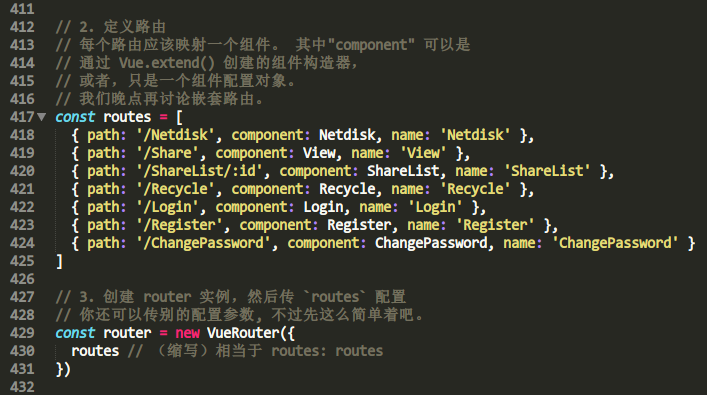 411
412 // 2. 定义路由
413 // 每个路由应该映射一个组件。 其中"component" 可以是
414 // 通过 Vue.extend() 创建的组件构造器，
415 // 或者，只是一个组件配置对象。
416 // 我们晚点再讨论嵌套路由。
417▼ const routes = [
418   { path: '/Netdisk', component: Netdisk, name: 'Netdisk' },
419   { path: '/Share', component: View, name: 'View' },
420   { path: '/ShareList/:id', component: ShareList, name: 'ShareList' },
421   { path: '/Recycle', component: Recycle, name: 'Recycle' },
422   { path: '/Login', component: Login, name: 'Login' },
423   { path: '/Register', component: Register, name: 'Register' },
424   { path: '/ChangePassword', component: ChangePassword, name: 'ChangePassword' }
425 ]
426
427 // 3. 创建 router 实例，然后传 `routes` 配置
428 // 你还可以传别的配置参数, 不过先这么简单着吧。
429 const router = new VueRouter({
430   routes // （缩写）相当于 routes: routes
431 })
432